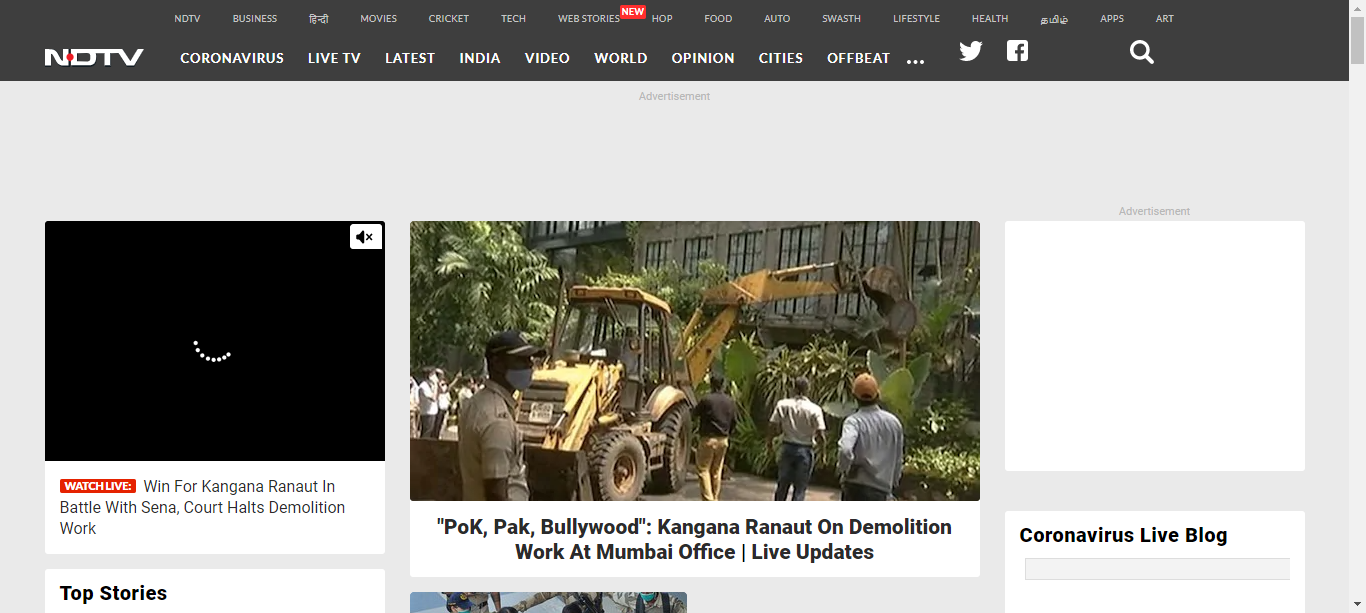 NDTV BUSINESS हिन्दी MOVIES CRICKET TECH WEB STORIES NEW HOP FOOD AUTO SWASTH LIFESTYLE HEALTH தமிழ் APPS ART
NDTV CORONAVIRUS LIVE TV LATEST INDIA VIDEO WORLD OPINION CITIES OFFBEAT ...
Advertisement
Advertisement
WATCH LIVE: Win For Kangana Ranaut In
Battle With Sena, Court Halts Demolition
Work
Top Stories
"PoK, Pak, Bullywood": Kangana Ranaut On Demolition
Work At Mumbai Office | Live Updates
Coronavirus Live Blog